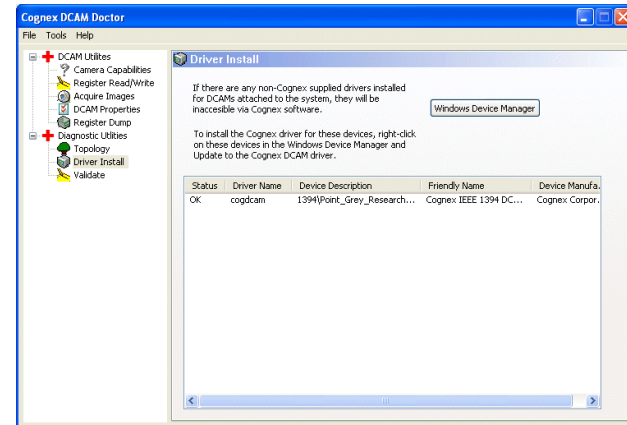 Cognex DCAM Doctor
File Tools Help
DCAM Utilites
Camera Capabilities
Register Read/Write
Acquire Images
DCAM Properties
Register Dump
Diagnostic Utilities
Topology
Driver Install
Validate
Driver Install
If there are any non-Cognex supplied drivers installed
for DCAMs attached to the system, they will be
inaccesible via Cognex software.
Windows Device Manager
To install the Cognex driver for these devices, right-click
on these devices in the Windows Device Manager and
Update to the Cognex DCAM driver.
Status Driver Name Device Description Friendly Name Device Manufa.
OK cogdcam 1394\Point_Grey_Research... Cognex IEEE 1394 DC... Cognex Corpor.